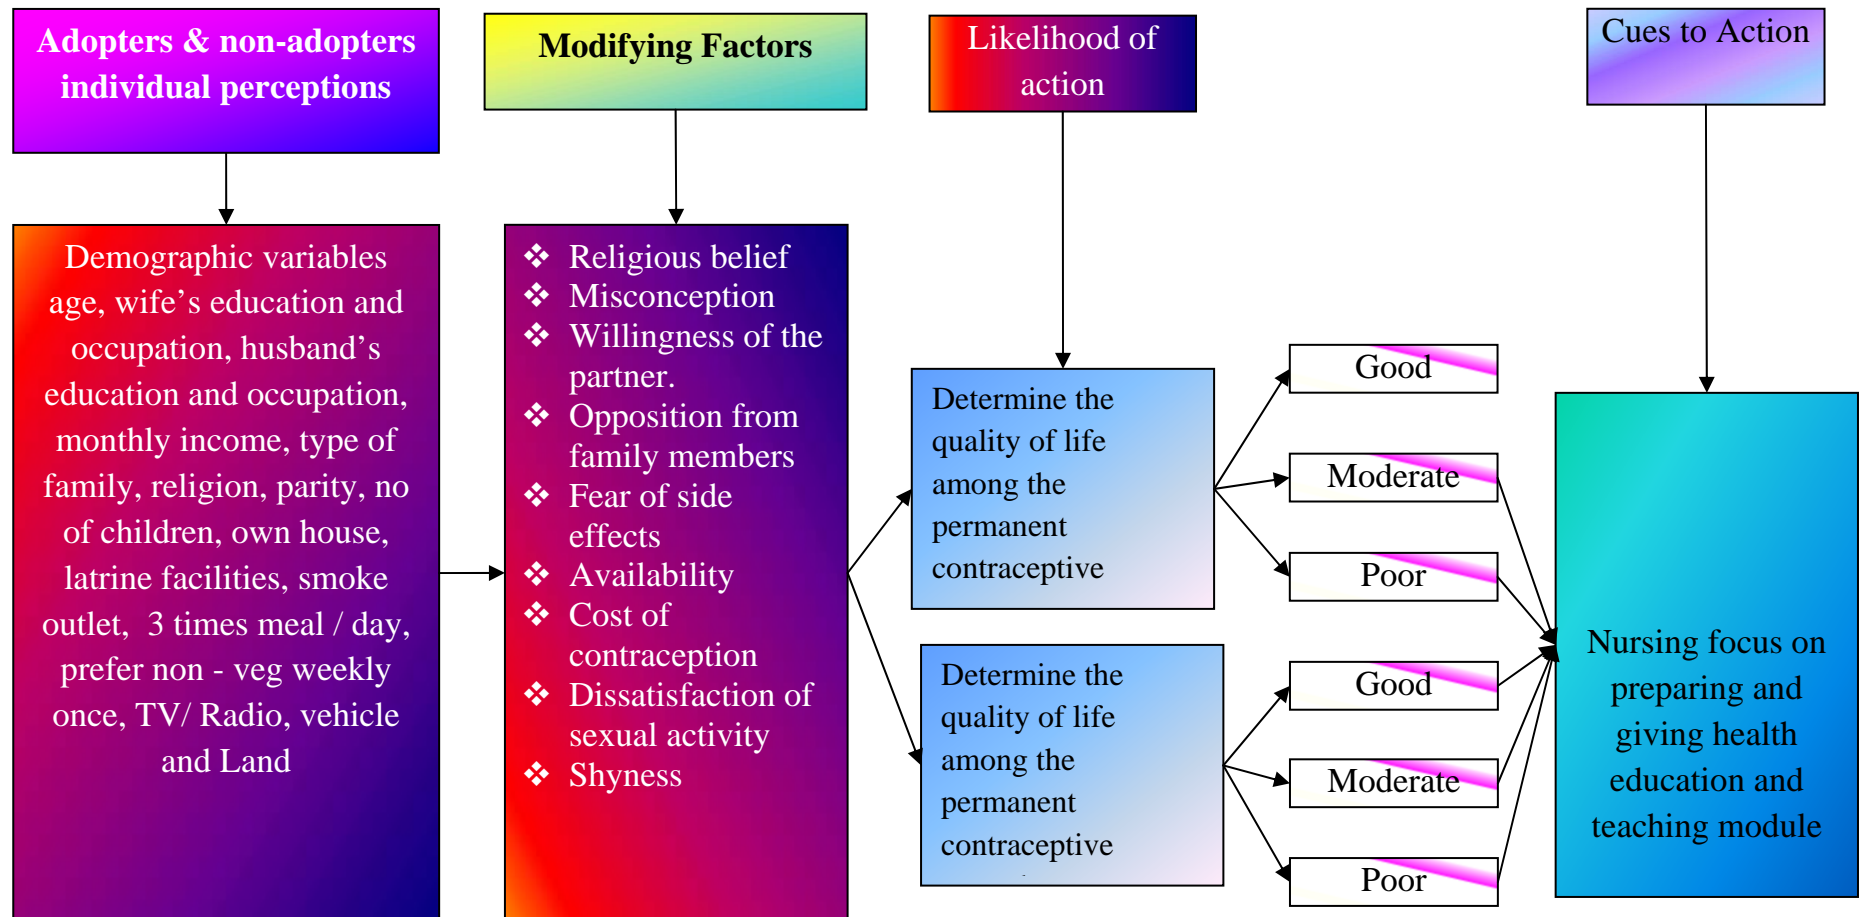 Adopters & non-adopters
individual perceptions
Modifying Factors
Likelihood of
action
Cues to Action
Demographic variables
age, wife’s education and
occupation, husband’s
education and occupation,
monthly income, type of
family, religion, parity, no
of children, own house,
latrine facilities, smoke
outlet, 3 times meal / day,
prefer non - veg weekly
once, TV/ Radio, vehicle
and Land
❖ Religious belief
❖ Misconception
❖ Willingness of the
partner.
❖ Opposition from
family members
❖ Fear of side
effects
❖ Availability
❖ Cost of
contraception
❖ Dissatisfaction of
sexual activity
❖ Shyness
Determine the
quality of life
among the
permanent
contraceptive
Good
Moderate
Poor
Determine the
quality of life
among the
permanent
contraceptive
Good
Moderate
Poor
Nursing focus on
preparing and
giving health
education and
teaching module